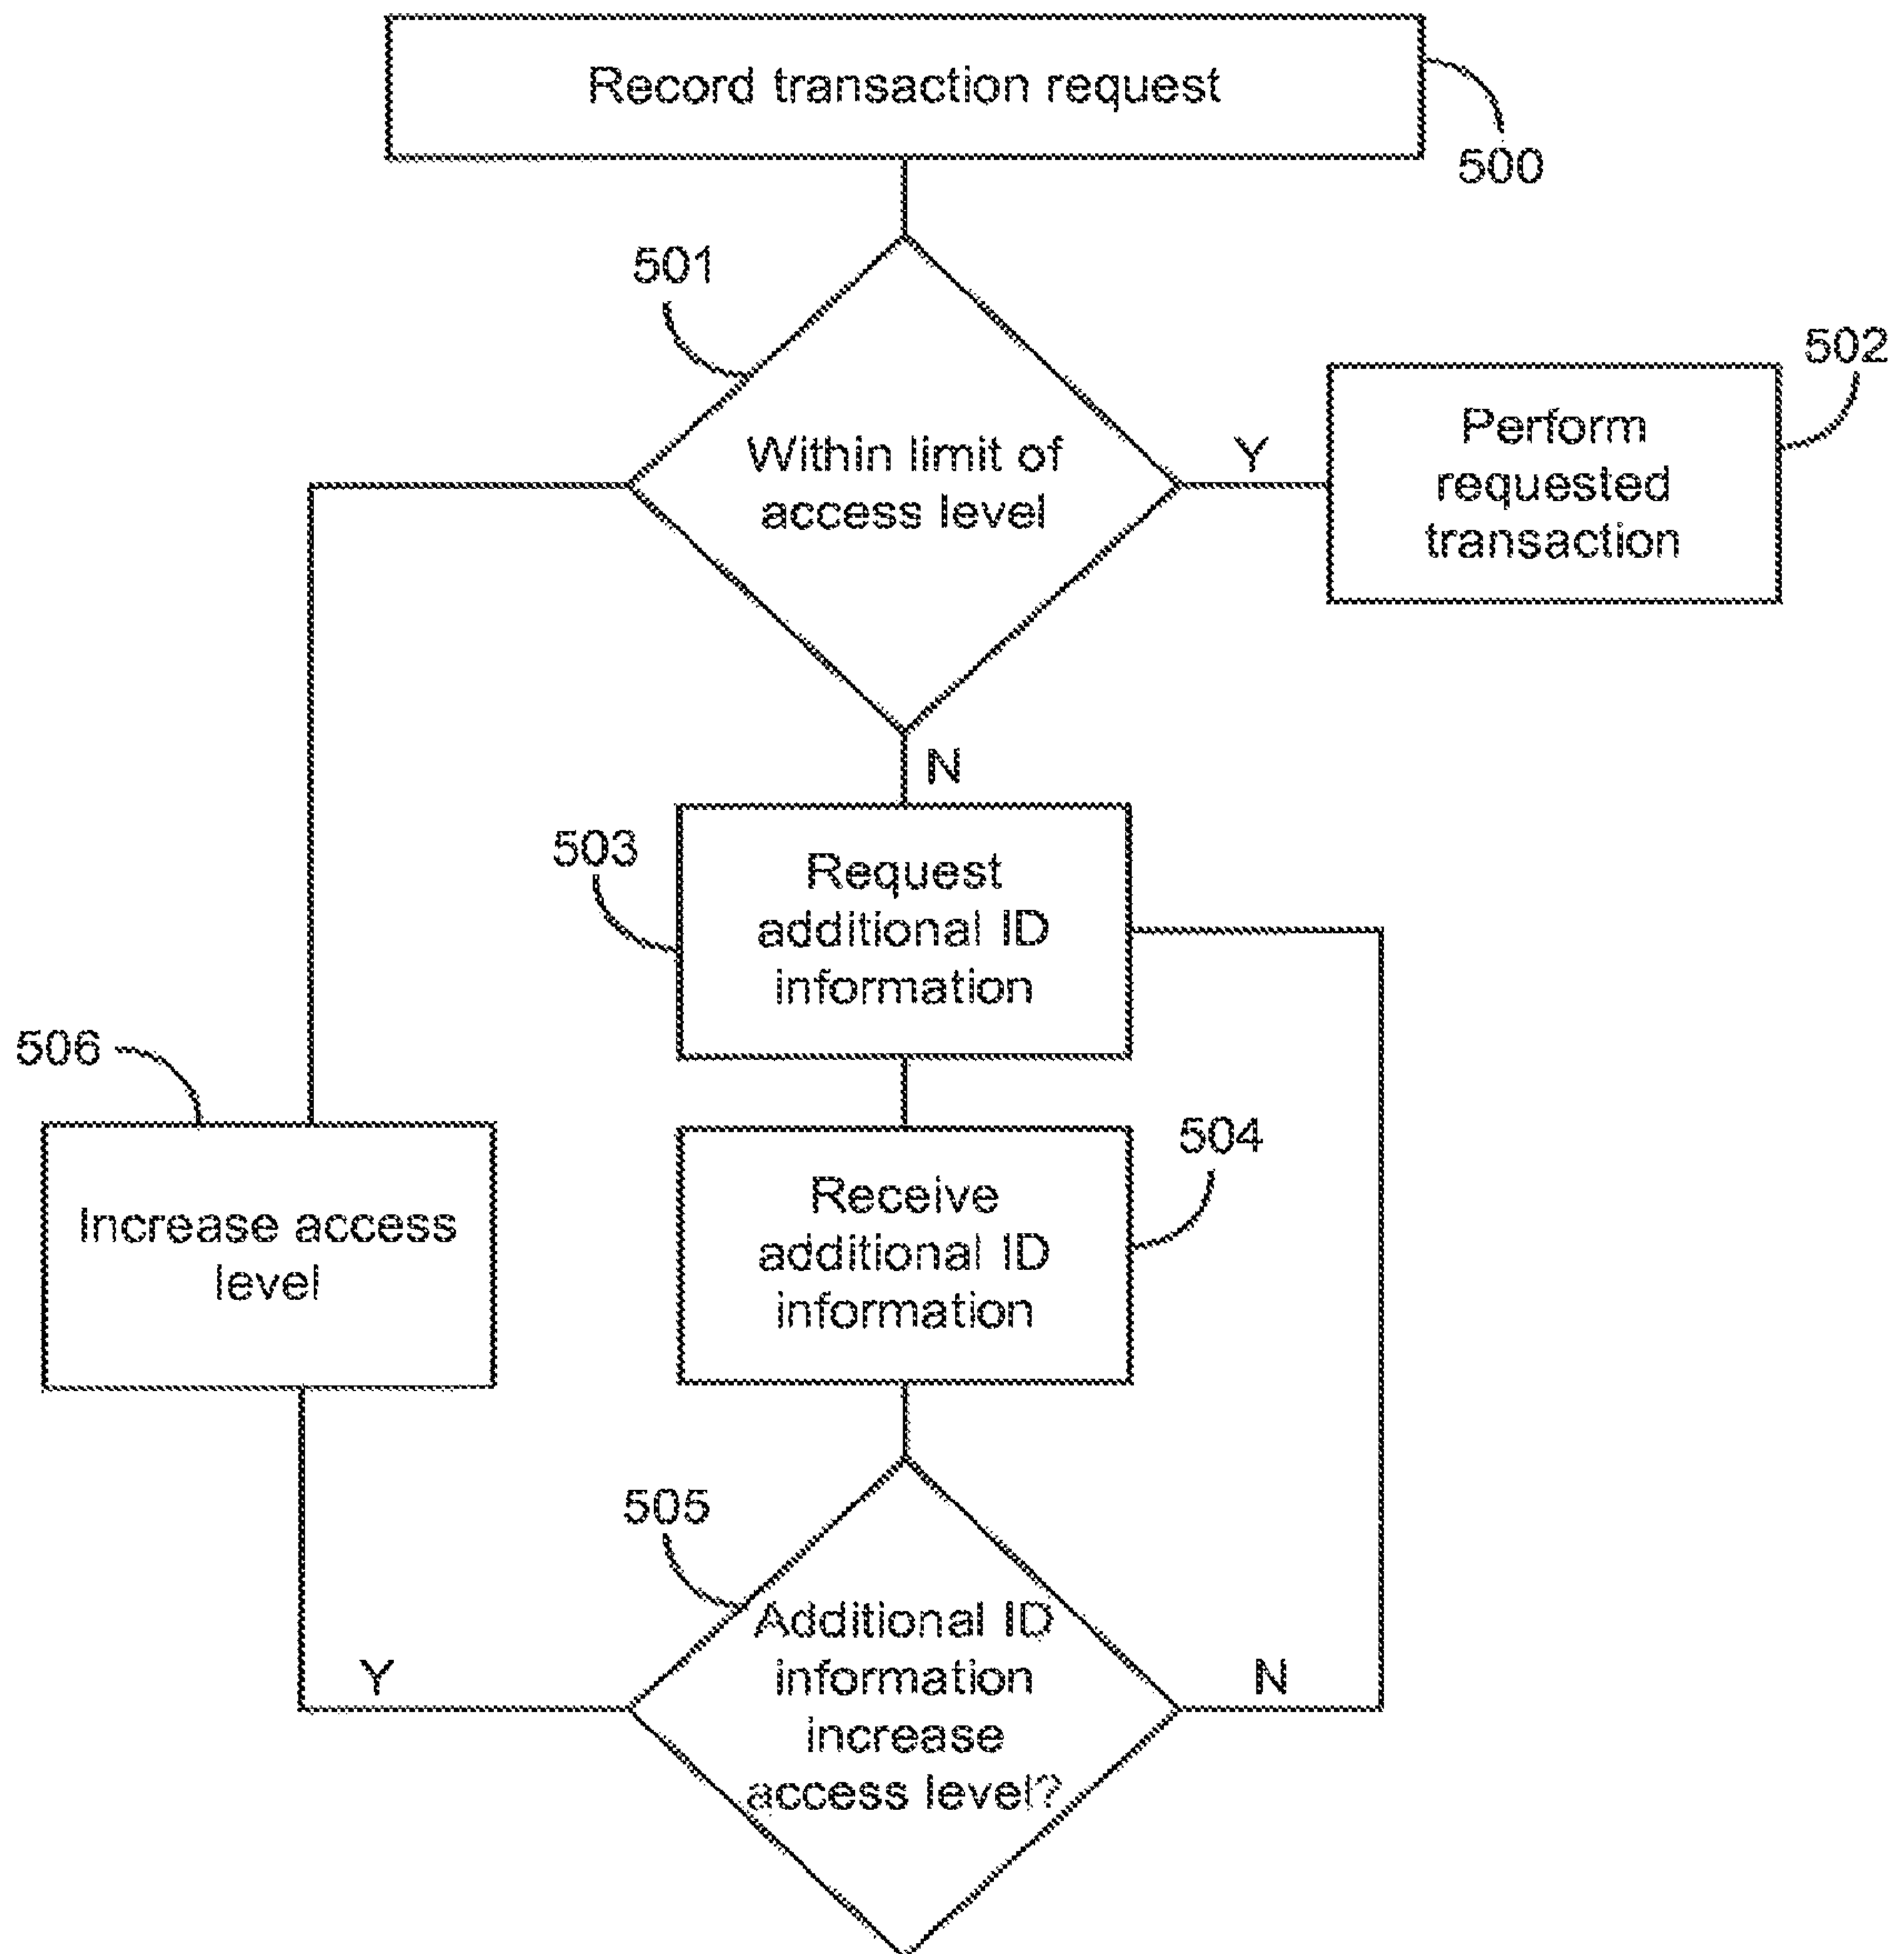 Record transaction request
500
501
502
Within limit of
access level
Y
Perform
requested
transaction
N
503
Request
additional ID
information
506
504
Increase access
level
Receive
additional ID
information
505
Additional ID
information
increase
access level?
Y
N